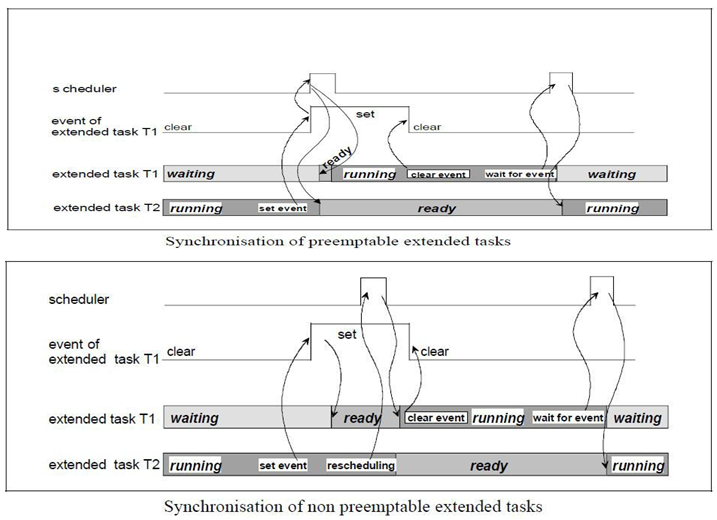 s cheduler
event of
extended task T1
clear
set
clear
ready
extended task T1
waiting
running
clear event
wait for event
waiting
extended task T2
running
set event
ready
running
Synchronisation of preemptable extended tasks
scheduler
event of
extended task T1
clear
set
clear
extended task T1
waiting
ready
clear event
running
wait for event
waiting
extended task T2
running
set event
rescheduling
ready
running
Synchronisation of non preemptable extended tasks